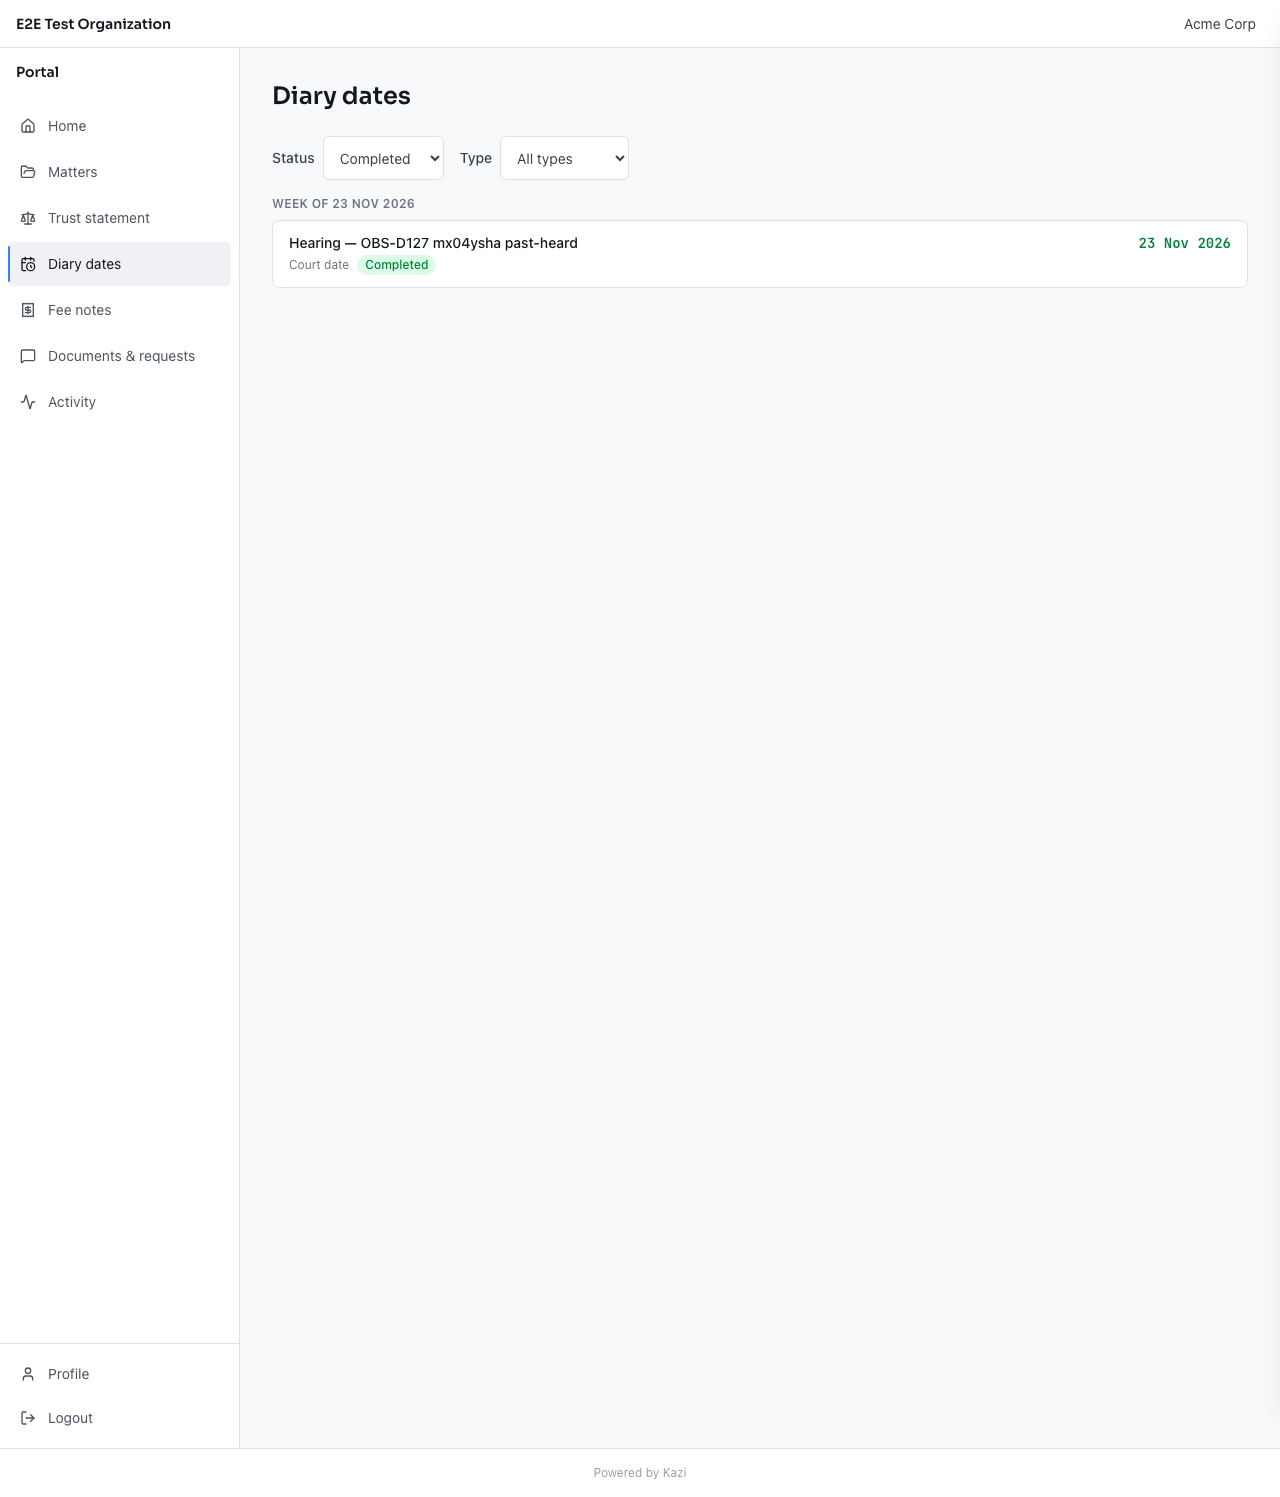 E2E Test Organization
Acme Corp
Portal
Home
Matters
Trust statement
Diary dates
Fee notes
Documents & requests
Activity
Profile
Logout
Diary dates
Status Completed Type All types
WEEK OF 23 NOV 2026
Hearing — OBS-D127 mx04ysha past-heard 23 Nov 2026
Court date Completed
Powered by Kazi